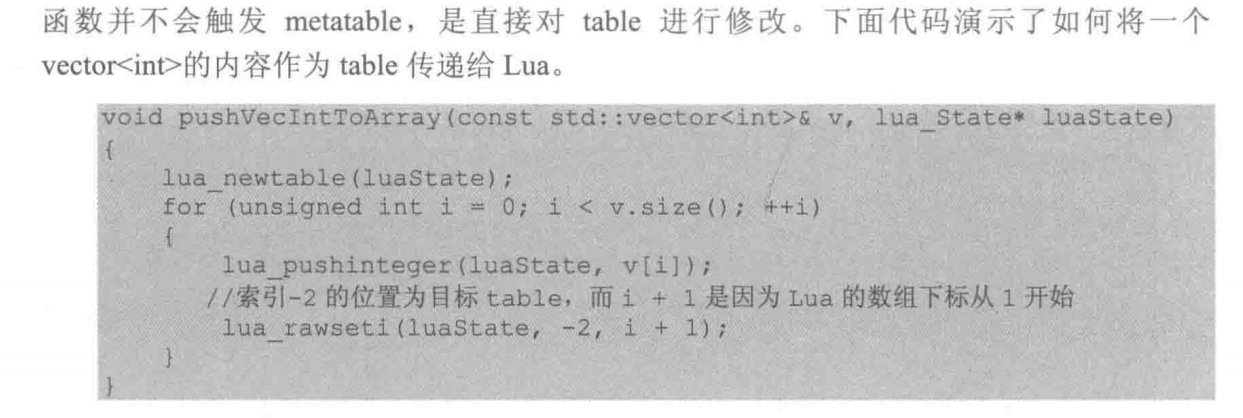 函数并不会触发 metatable，是直接对 table 进行修改。下面代码演示了如何将一个
vector<int>的内容作为 table 传递给 Lua。
void pushVecIntToArray(const std::vector<int>& v, lua_State* luaState)
{
    lua_newtable(luaState);
    for (unsigned int i = 0; i < v.size(); ++i)
    {
        lua_pushinteger(luaState, v[i]);
       //索引-2 的位置为目标 table，而 i + 1 是因为 Lua 的数组下标从 1 开始
        lua_rawseti(luaState, -2, i + 1);
    }
}